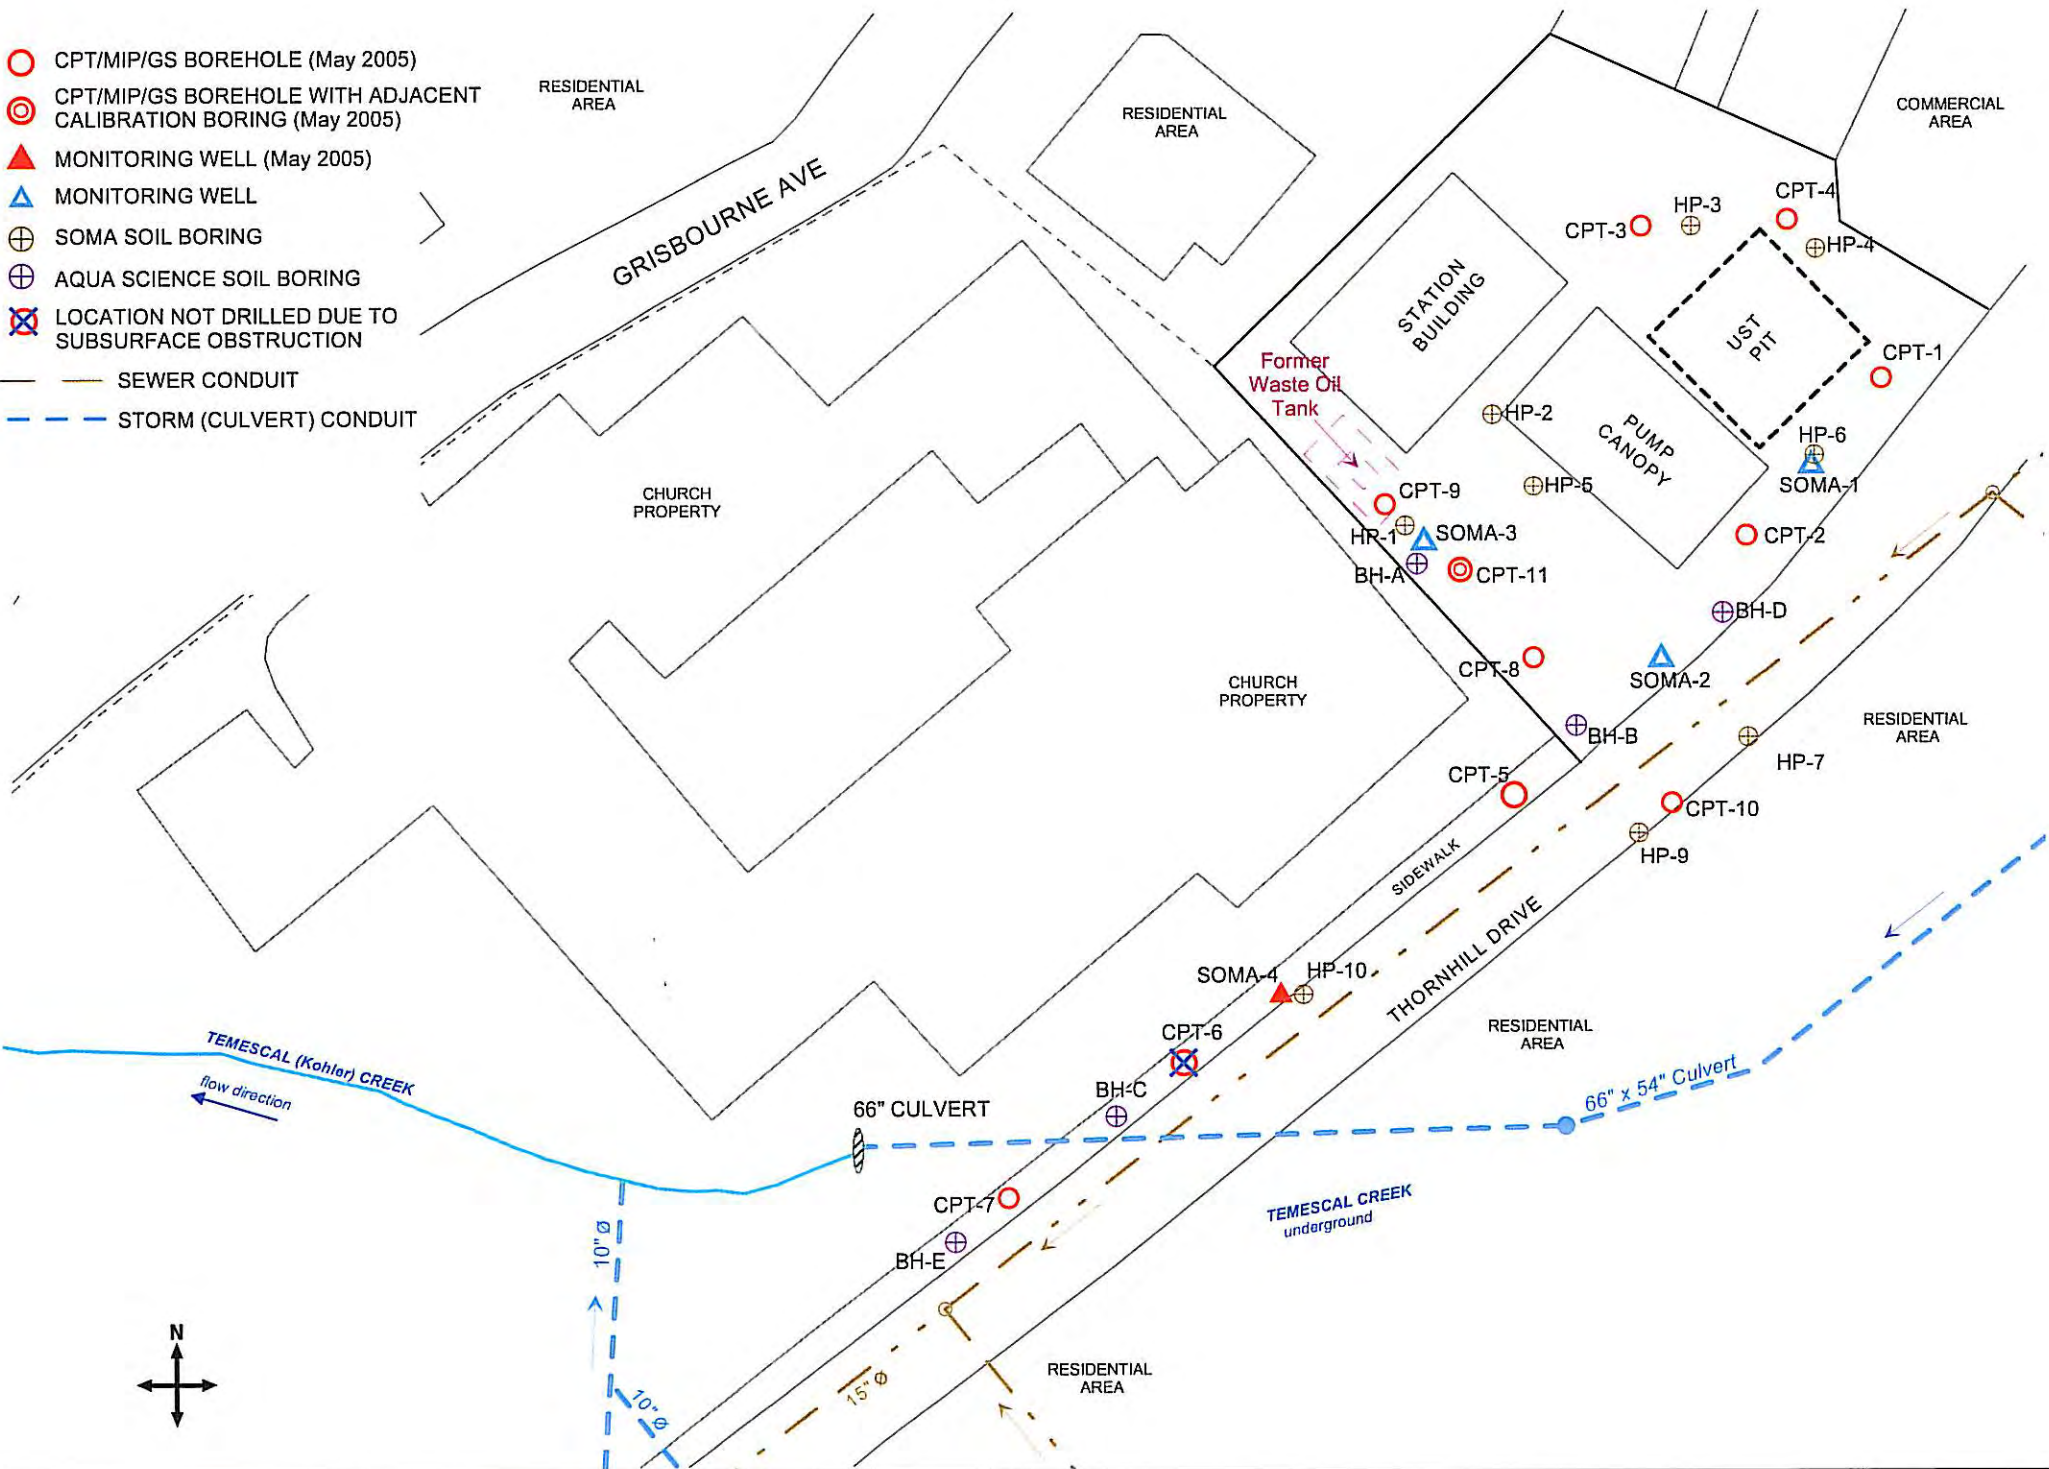 CPT/MIP/GS BOREHOLE (May 2005)
CPT/MIP/GS BOREHOLE WITH ADJACENT
CALIBRATION BORING (May 2005)
MONITORING WELL (May 2005)
MONITORING WELL
SOMA SOIL BORING
AQUA SCIENCE SOIL BORING
LOCATION NOT DRILLED DUE TO
SUBSURFACE OBSTRUCTION
SEWER CONDUIT
STORM (CULVERT) CONDUIT
RESIDENTIAL
AREA
RESIDENTIAL
AREA
COMMERCIAL
AREA
GRISBOURNE AVE
CPT-3
HP-3
CPT-4
HP-4
STATION
BUILDING
UST
PIT
CPT-1
Former
Waste Oil
Tank
HP-2
PUMP
CANOPY
HP-6
SOMA-1
HP-5
CHURCH
PROPERTY
CPT-9
HP-1
SOMA-3
CPT-2
BH-A
CPT-11
BH-D
CPT-8
SOMA-2
CHURCH
PROPERTY
BH-B
RESIDENTIAL
AREA
HP-7
CPT-5
CPT-10
HP-9
SIDEWALK
THORNHILL DRIVE
SOMA-4
HP-10
CPT-6
RESIDENTIAL
AREA
TEMESCAL (Kohler) CREEK
flow direction
BH-C
66" CULVERT
66" x 54" Culvert
CPT-7
TEMESCAL CREEK
underground
BH-E
10" Ø
N
10" Ø
15" Ø
RESIDENTIAL
AREA